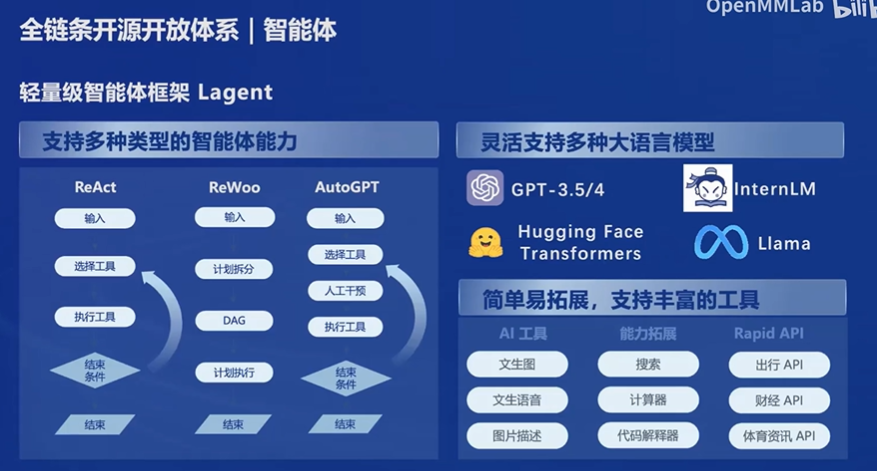 OpenMMLab bilib
全链条开源开放体系 | 智能体
轻量级智能体框架 Lagent
支持多种类型的智能体能力
ReAct
输入
选择工具
执行工具
结束
条件
结束
ReWoo
输入
计划拆分
DAG
计划执行
结束
AutoGPT
输入
选择工具
人工干预
执行工具
结束
条件
结束
灵活支持多种大语言模型
GPT-3.5/4
InternLM
Hugging Face
Transformers
Llama
简单易拓展，支持丰富的工具
AI 工具
文生图
文生语音
图片描述
能力拓展
搜索
计算器
代码解释器
Rapid API
出行 API
财经 API
体育资讯 API